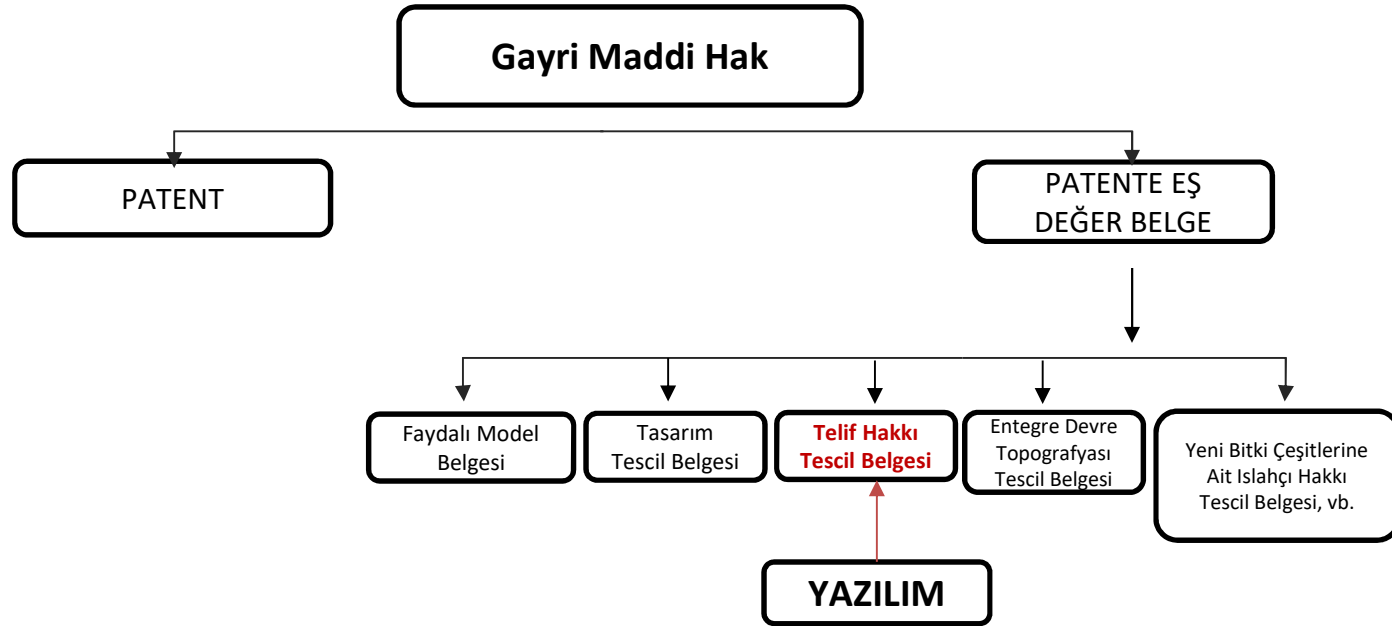 Gayri Maddi Hak
PATENT
PATENTE EŞ
DEĞER BELGE
Faydalı Model
Belgesi
Tasarım
Tescil Belgesi
Telif Hakkı
Tescil Belgesi
Entegre Devre
Topografyası
Tescil Belgesi
Yeni Bitki Çeşitlerine
Ait Islahçı Hakkı
Tescil Belgesi, vb.
YAZILIM